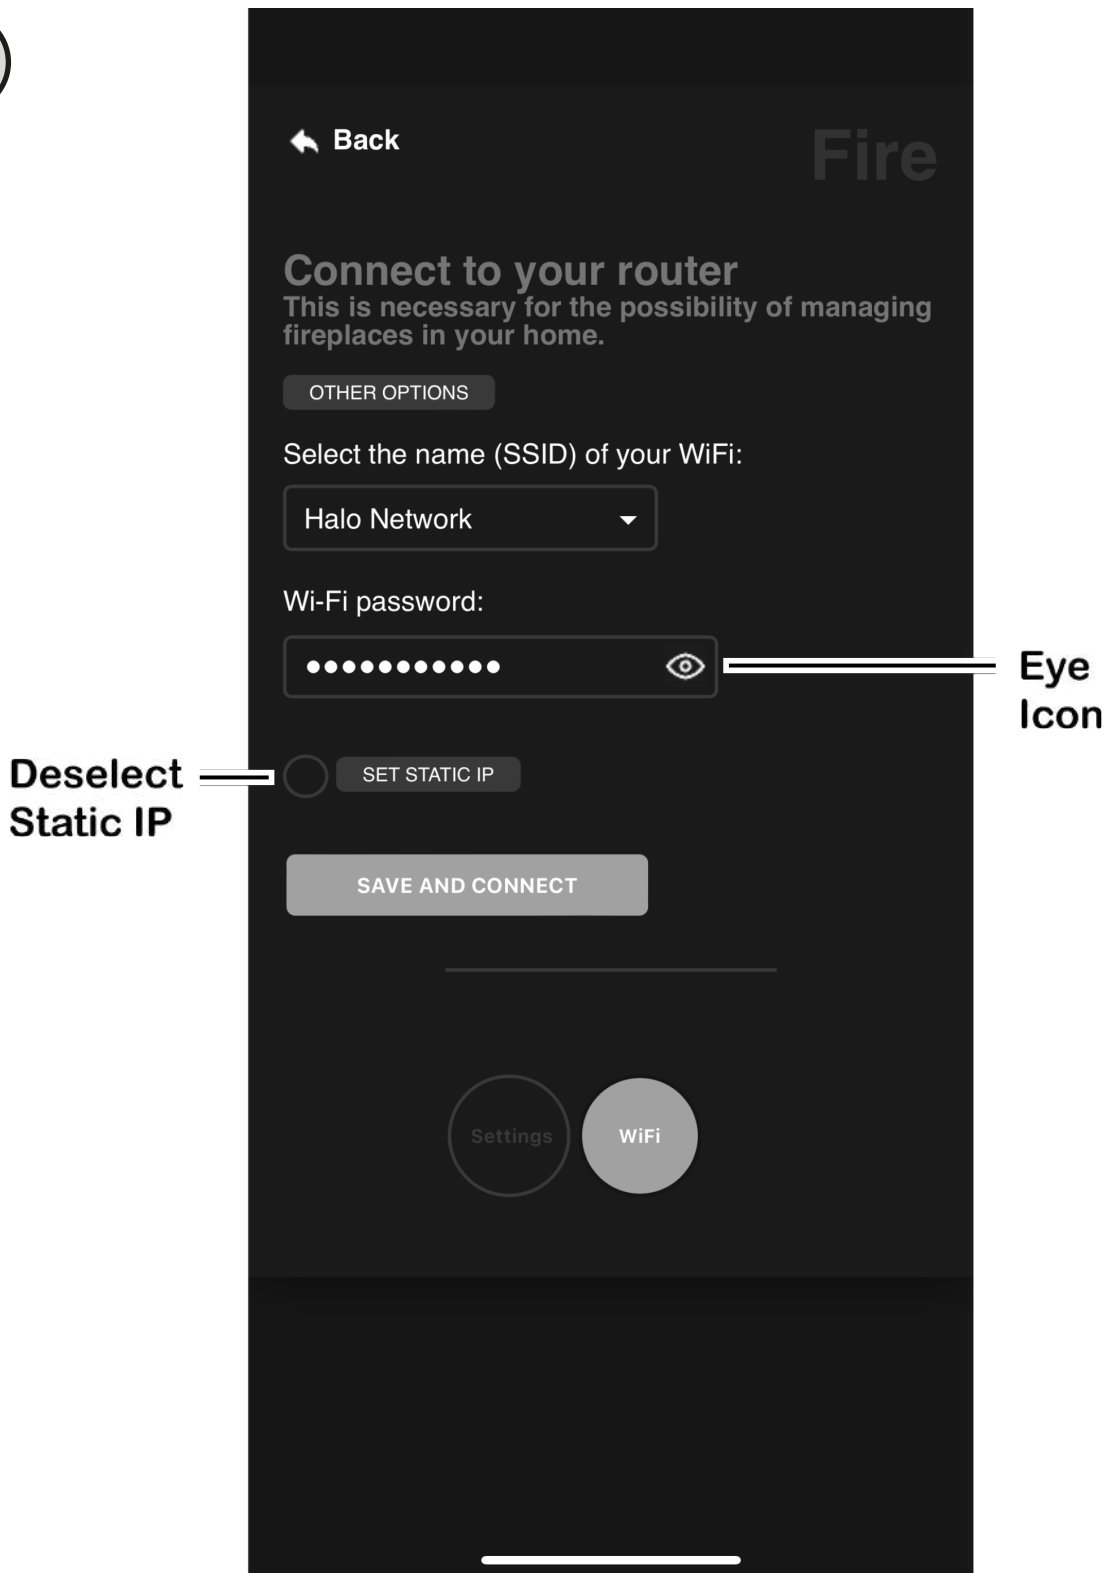 Back
Fire
Connect to your router
This is necessary for the possibility of managing
fireplaces in your home.
OTHER OPTIONS
Select the name (SSID) of your WiFi:
Halo Network
Wi-Fi password:
Eye
Icon
Deselect
Static IP
SET STATIC IP
SAVE AND CONNECT
Settings
WiFi